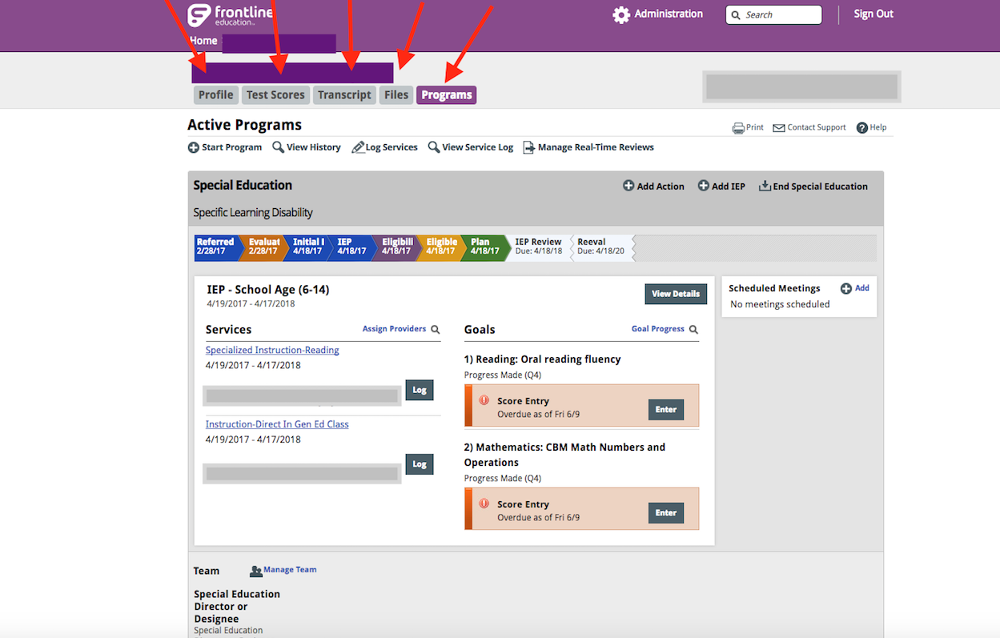 frontline
education™
Administration
Search
Sign Out
Home
Profile
Test Scores
Transcript
Files
Programs
Active Programs
Print
Contact Support
Help
Start Program
View History
Log Services
View Service Log
Manage Real-Time Reviews
Special Education
Add Action
Add IEP
End Special Education
Specific Learning Disability
Referred
2/28/17
Evaluat
2/28/17
Initial I
4/18/17
IEP
4/18/17
Eligibili
4/18/17
Eligible
4/18/17
Plan
4/18/17
IEP Review
Due: 4/18/18
Reeval
Due: 4/18/20
IEP - School Age (6-14)
4/19/2017 - 4/17/2018
View Details
Services
Assign Providers
Specialized Instruction-Reading
4/19/2017 - 4/17/2018
Log
Instruction-Direct In Gen Ed Class
4/19/2017 - 4/17/2018
Log
Goals
Goal Progress
1) Reading: Oral reading fluency
Progress Made (Q4)
Score Entry
Overdue as of Fri 6/9
Enter
2) Mathematics: CBM Math Numbers and
Operations
Progress Made (Q4)
Score Entry
Overdue as of Fri 6/9
Enter
Scheduled Meetings
Add
No meetings scheduled
Team
Manage Team
Special Education
Director or
Designee
Special Education